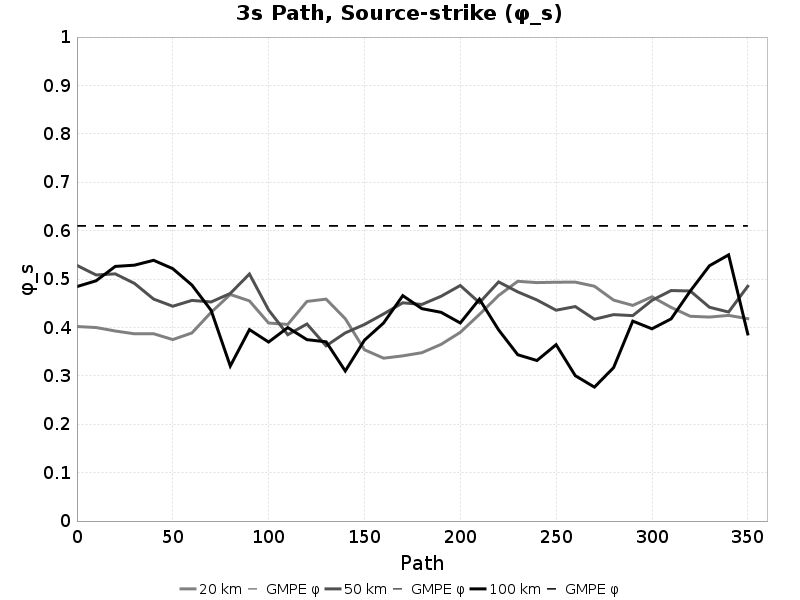 3s Path, Source-strike (φ_s)
1
0.9
0.8
0.7
0.6
0.5
0.4
0.3
0.2
0.1
0
φ_s
0 50 100 150 200 250 300 350
Path
20 km GMPE φ 50 km GMPE φ 100 km GMPE φ